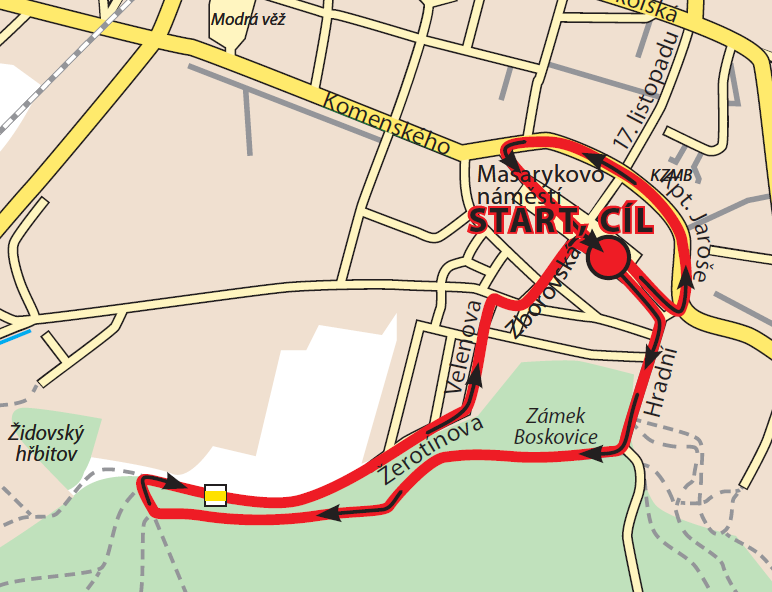 Modrá věž
Komenského
17. listopadu
KZMB
Kpt. Jaroše
Masarykovo
náměstí
START, CÍL
Zborovská
Velenova
Hradní
Zámek
Boskovice
Žerotínova
Židovský
hřbitov